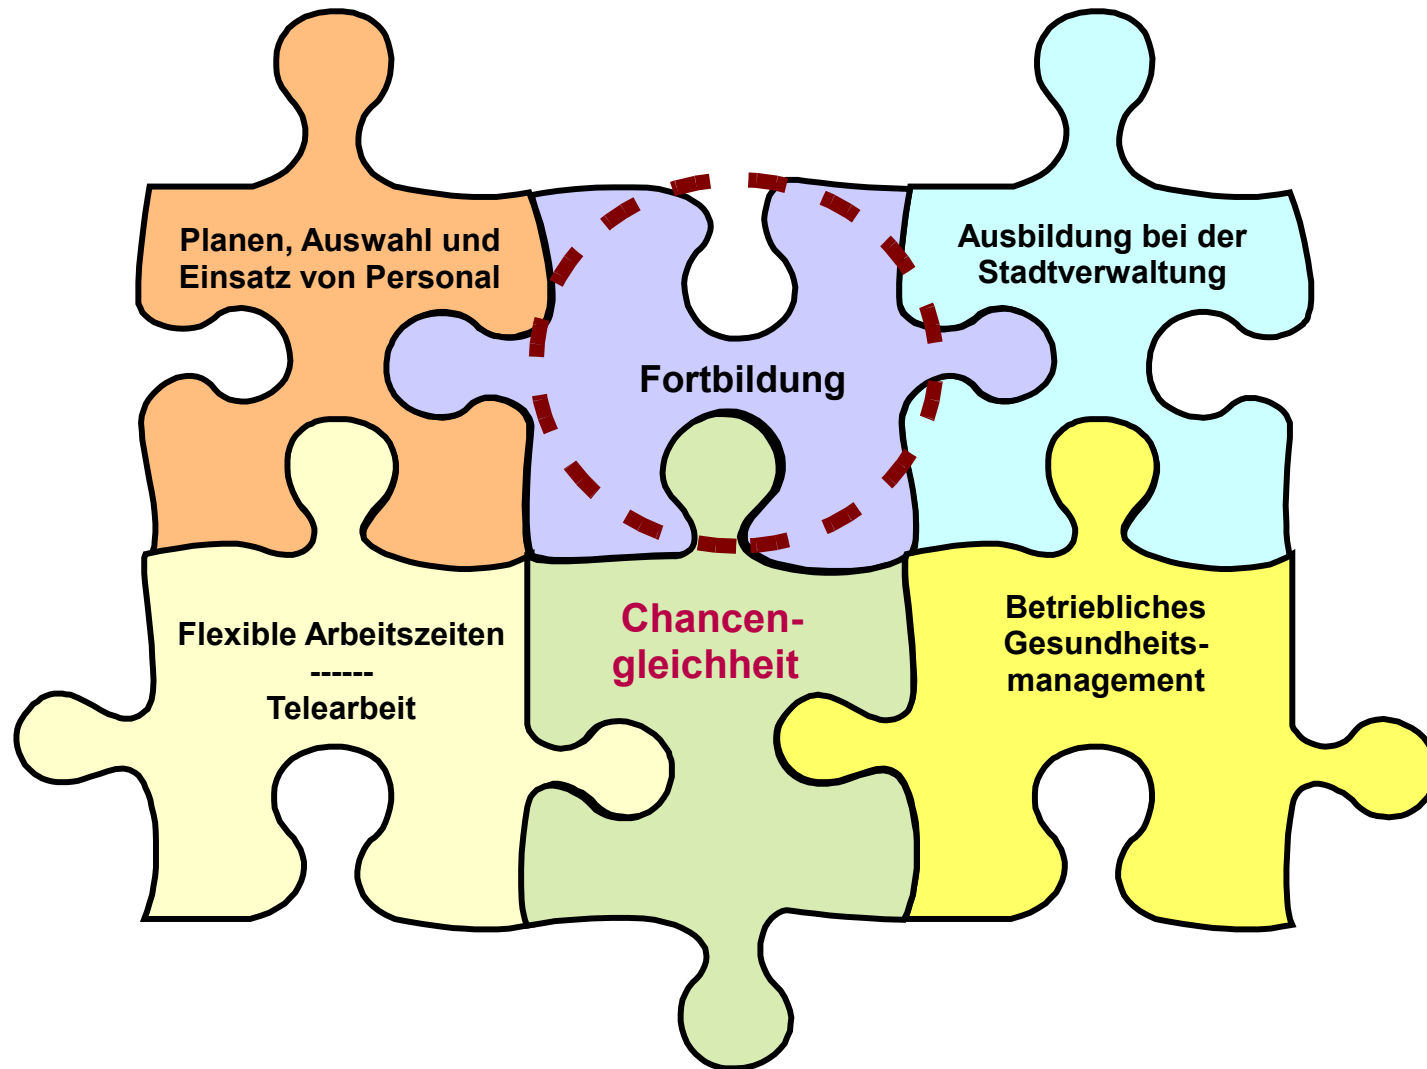 Planen, Auswahl und
Einsatz von Personal
Ausbildung bei der
Stadtverwaltung
Fortbildung
Flexible Arbeitszeiten
------
Telearbeit
Chancen-
gleichheit
Betriebliches
Gesundheits-
management